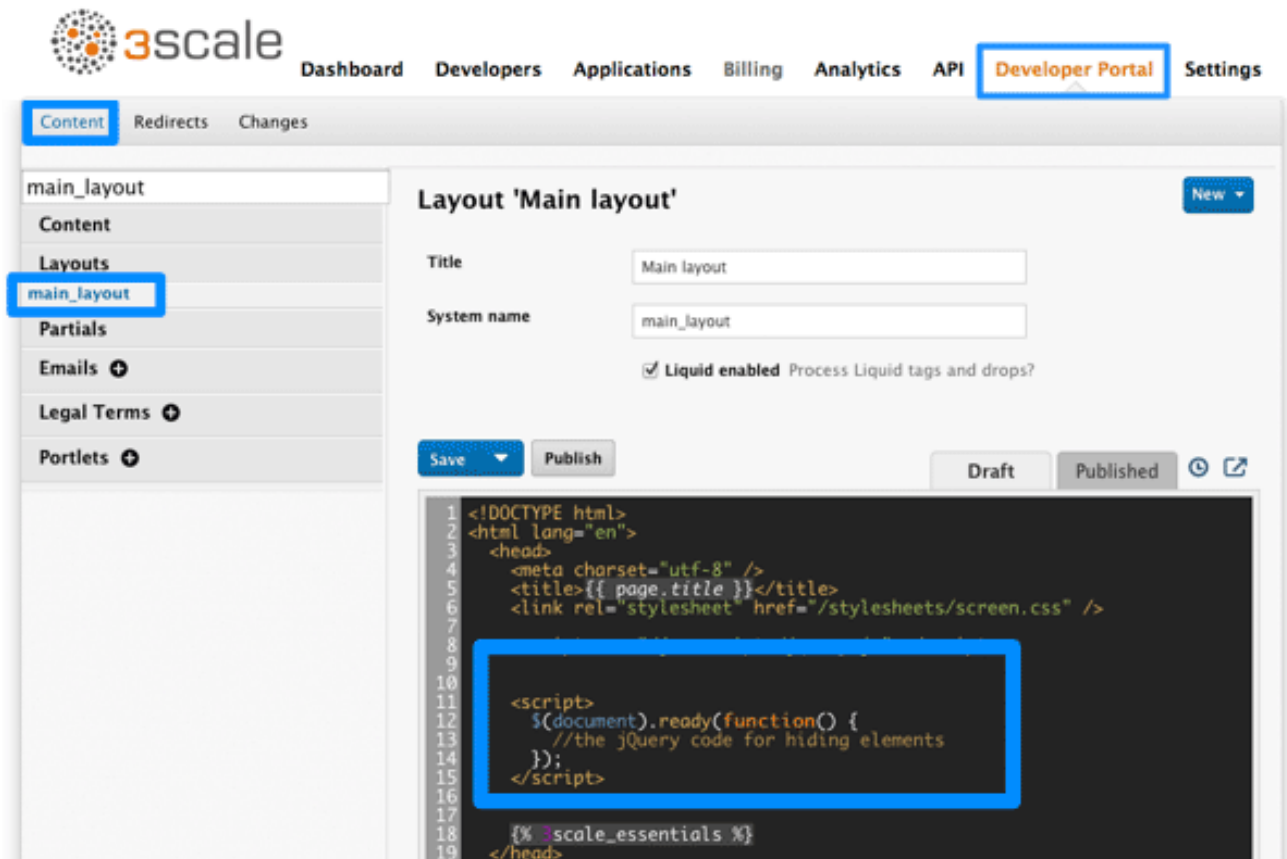 3scale
Dashboard Developers Applications Billing Analytics API Developer Portal Settings
Content Redirects Changes
main_layout
Content
Layouts
main_layout
Partials
Emails
Legal Terms
Portlets
Layout 'Main layout'
New
Title
Main layout
System name
main_layout
Liquid enabled Process Liquid tags and drops?
Save
Publish
Draft
Published
1 <!DOCTYPE html>
2 <html lang="en">
3 <head>
4 <meta charset="utf-8" />
5 <title>{{ page.title }}</title>
6 <link rel="stylesheet" href="/stylesheets/screen.css" />
7
8
9
10
11 <script>
12 $(document).ready(function() {
13 //the jQuery code for hiding elements
14 });
15 </script>
16
17
18 {% 3scale_essentials %}
19 </head>